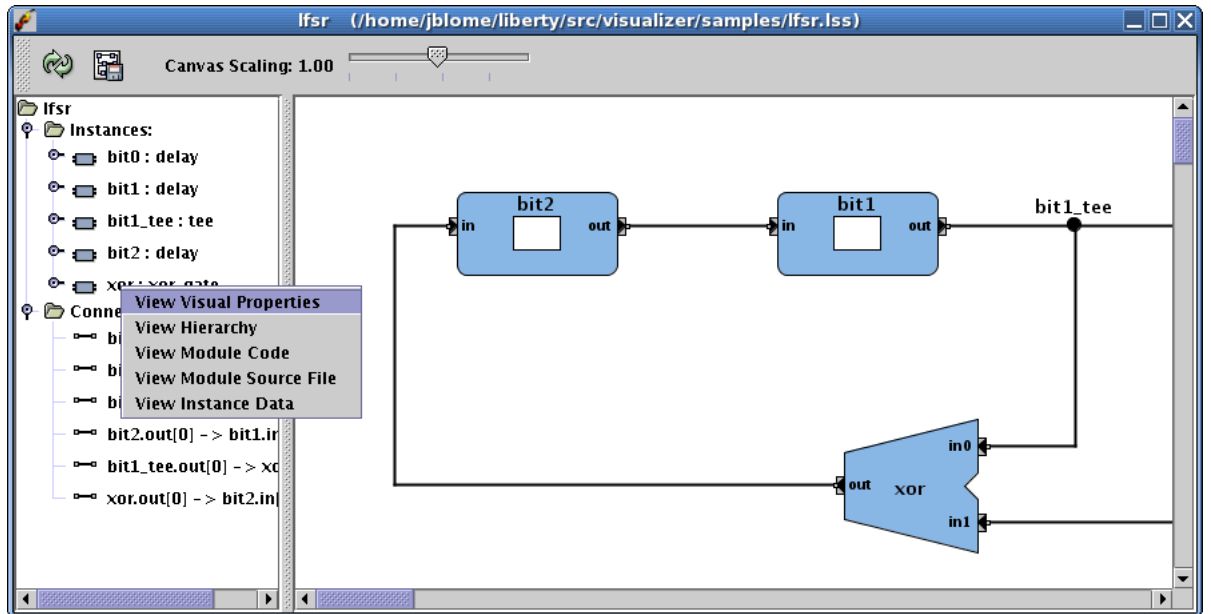 lfsr (/home/jblome/liberty/src/visualizer/samples/lfsr.lss)
Canvas Scaling: 1.00
lfsr
Instances:
bit0 : delay
bit1 : delay
bit1_tee : tee
bit2 : delay
xor : xor_gate
View Visual Properties
View Hierarchy
View Module Code
View Module Source File
View Instance Data
bit2.out[0] -> bit1.in
bit1_tee.out[0] -> xo
xor.out[0] -> bit2.in[
bit2
in
out
bit1
in
out
bit1_tee
in0
out
xor
in1